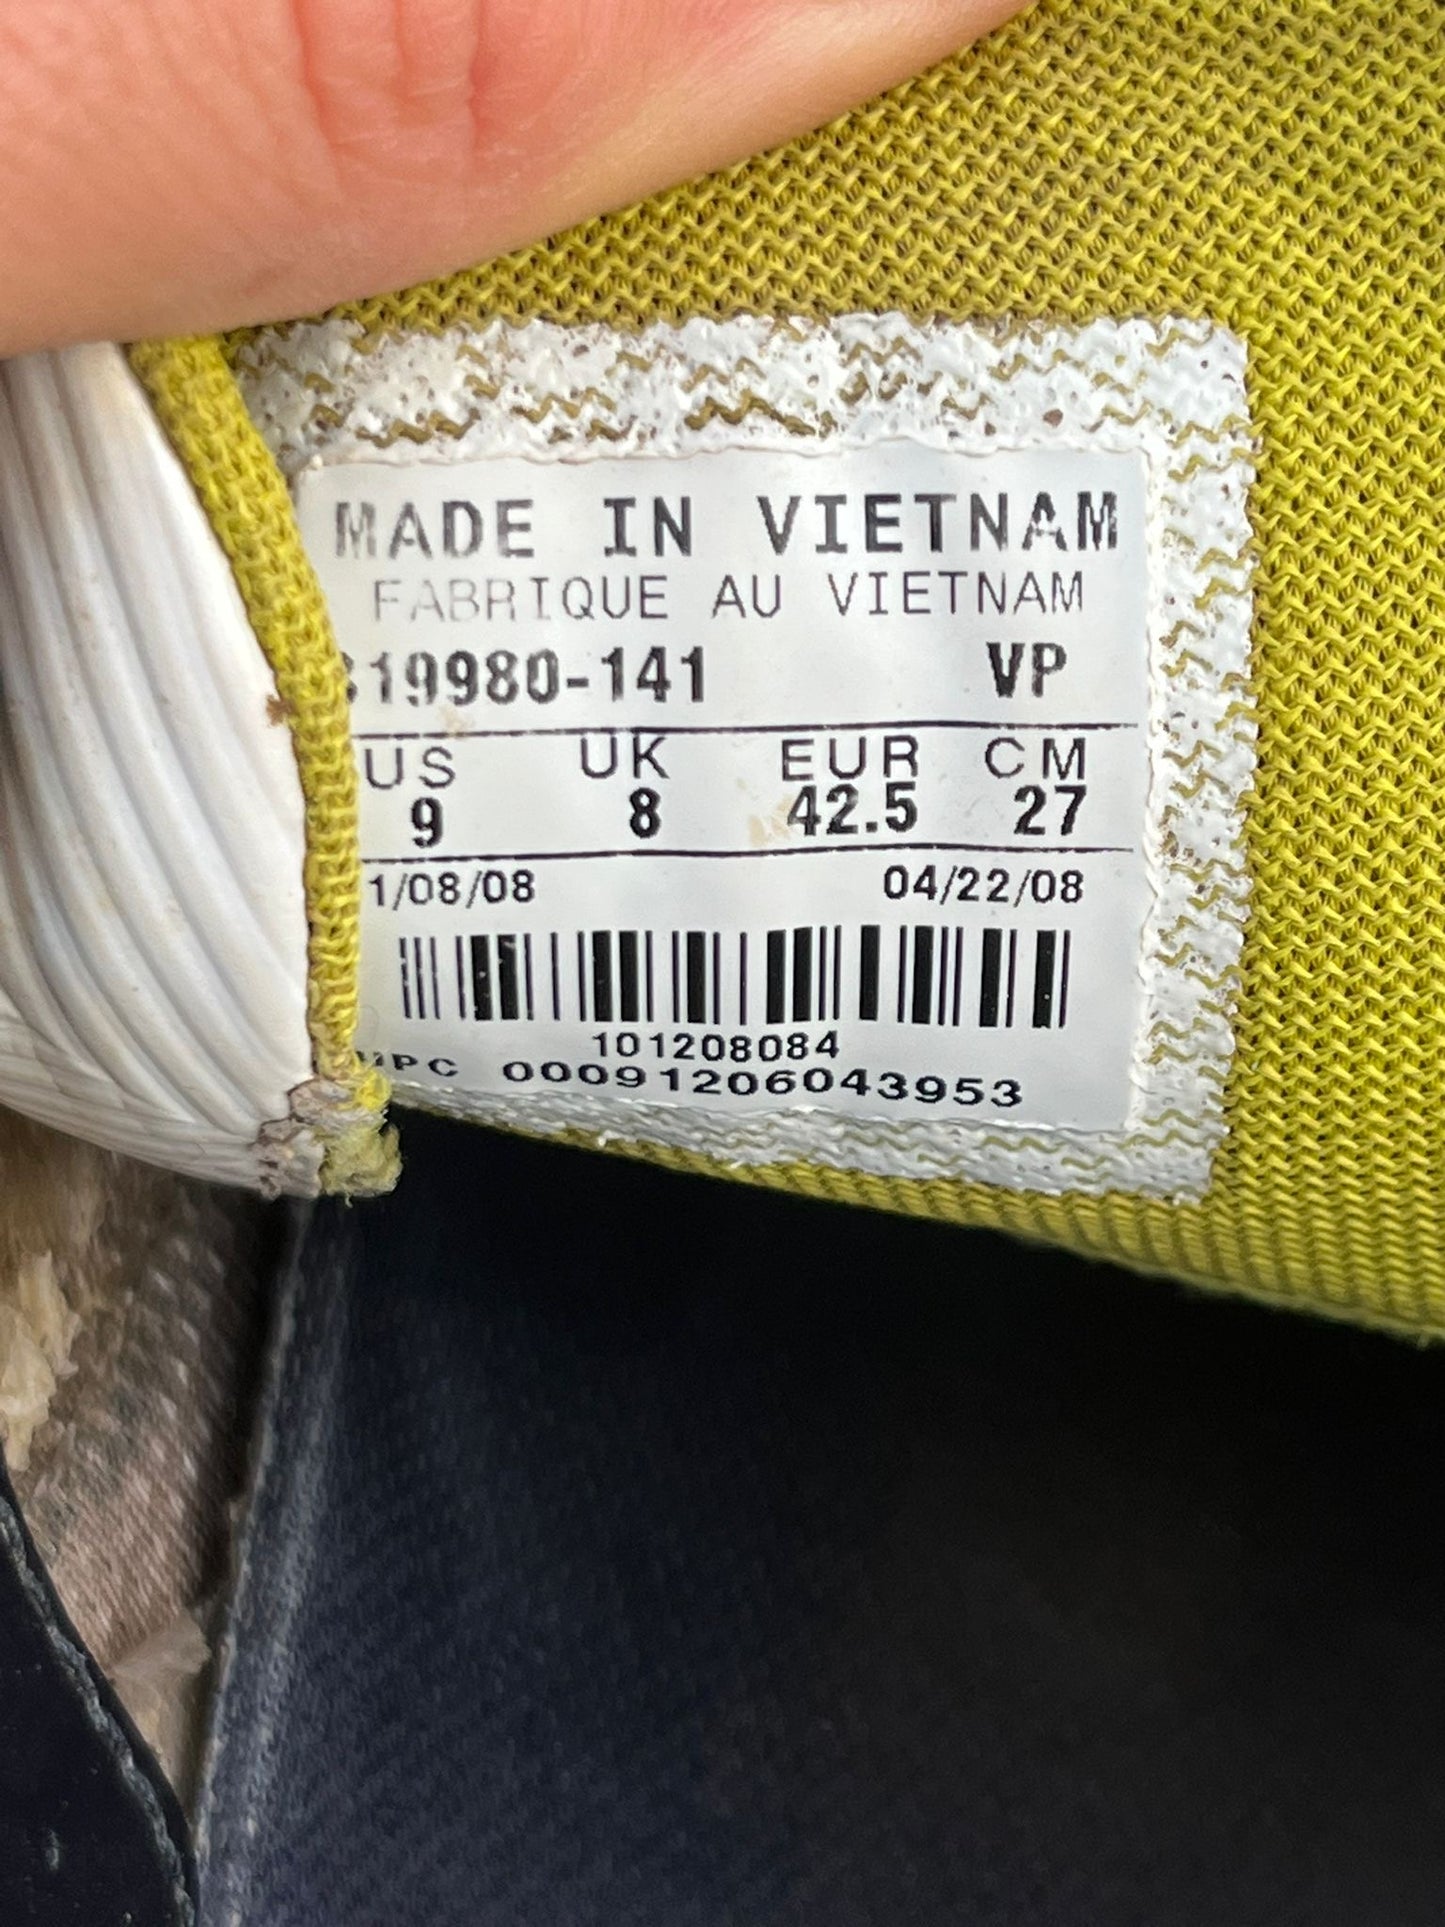 MADE IN VIETNAM
FABRIQUE AU VIETNAM
19980-141 VP
US UK EUR CM
9 8 42.5 27
1/08/08 04/22/08
101208084
UPC 00091206043953